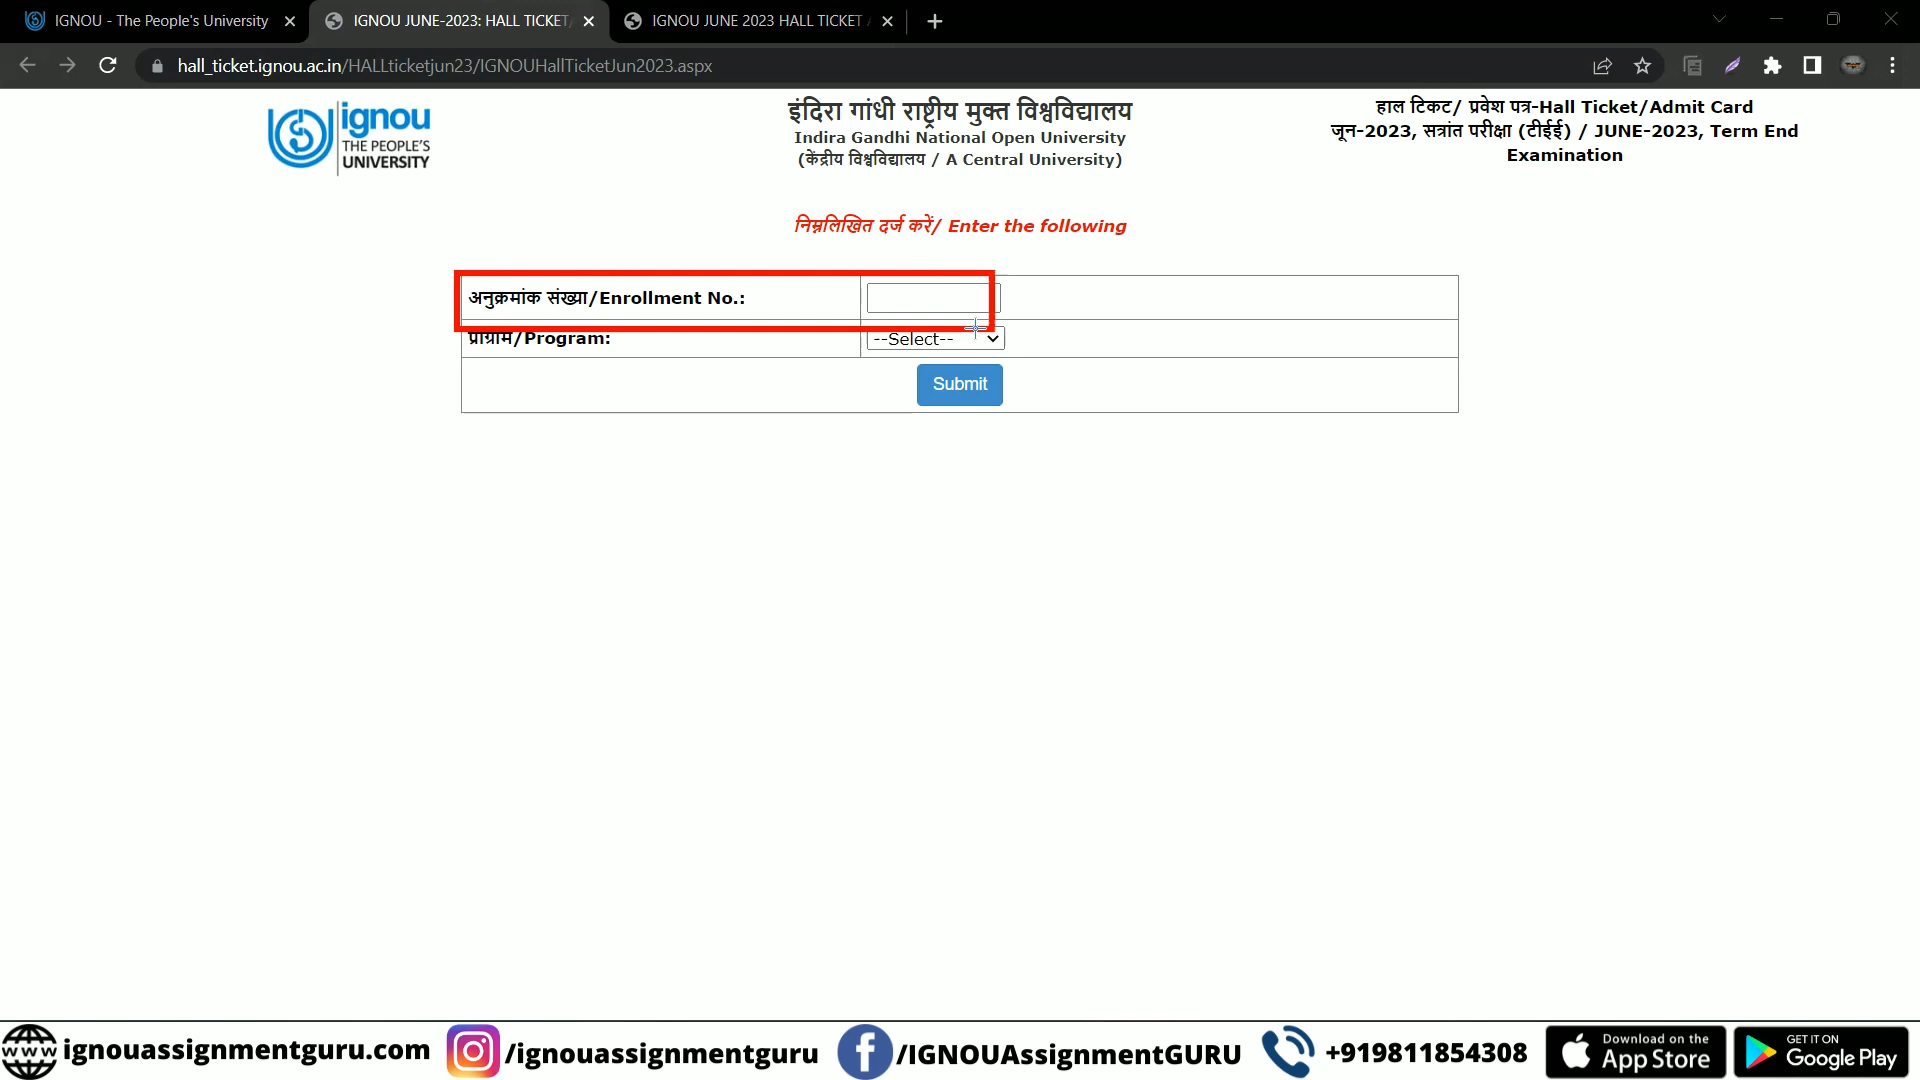 IGNOU - The People's University
IGNOU JUNE-2023: HALL TICKET/
IGNOU JUNE 2023 HALL TICKET /
hall_ticket.ignou.ac.in/HALLticketjun23/IGNOUHallTicketJun2023.aspx
ignou
THE PEOPLE'S
UNIVERSITY
इंदिरा गांधी राष्ट्रीय मुक्त विश्वविद्यालय
Indira Gandhi National Open University
(केंद्रीय विश्वविद्यालय / A Central University)
हाल टिकट/ प्रवेश पत्र-Hall Ticket/Admit Card
जून-2023, सत्रांत परीक्षा (टीईई) / JUNE-2023, Term End
Examination
निम्नलिखित दर्ज करें/ Enter the following
अनुक्रमांक संख्या/Enrollment No.:
प्रोग्राम/Program: --Select--
Submit
www ignouassignmentguru.com /ignouassignmentguru /IGNOUAssignmentGURU +919811854308
Download on the
App Store
GET IT ON
Google Play